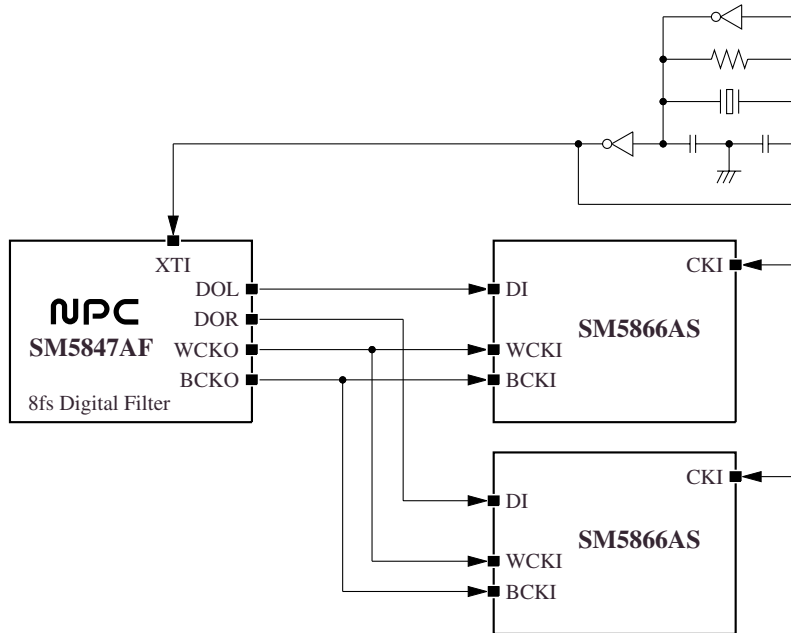 XTI
DOL
DOR
WCKO
BCKO
NPC
SM5847AF
8fs Digital Filter
CKI
DI
SM5866AS
WCKI
BCKI
CKI
DI
SM5866AS
WCKI
BCKI